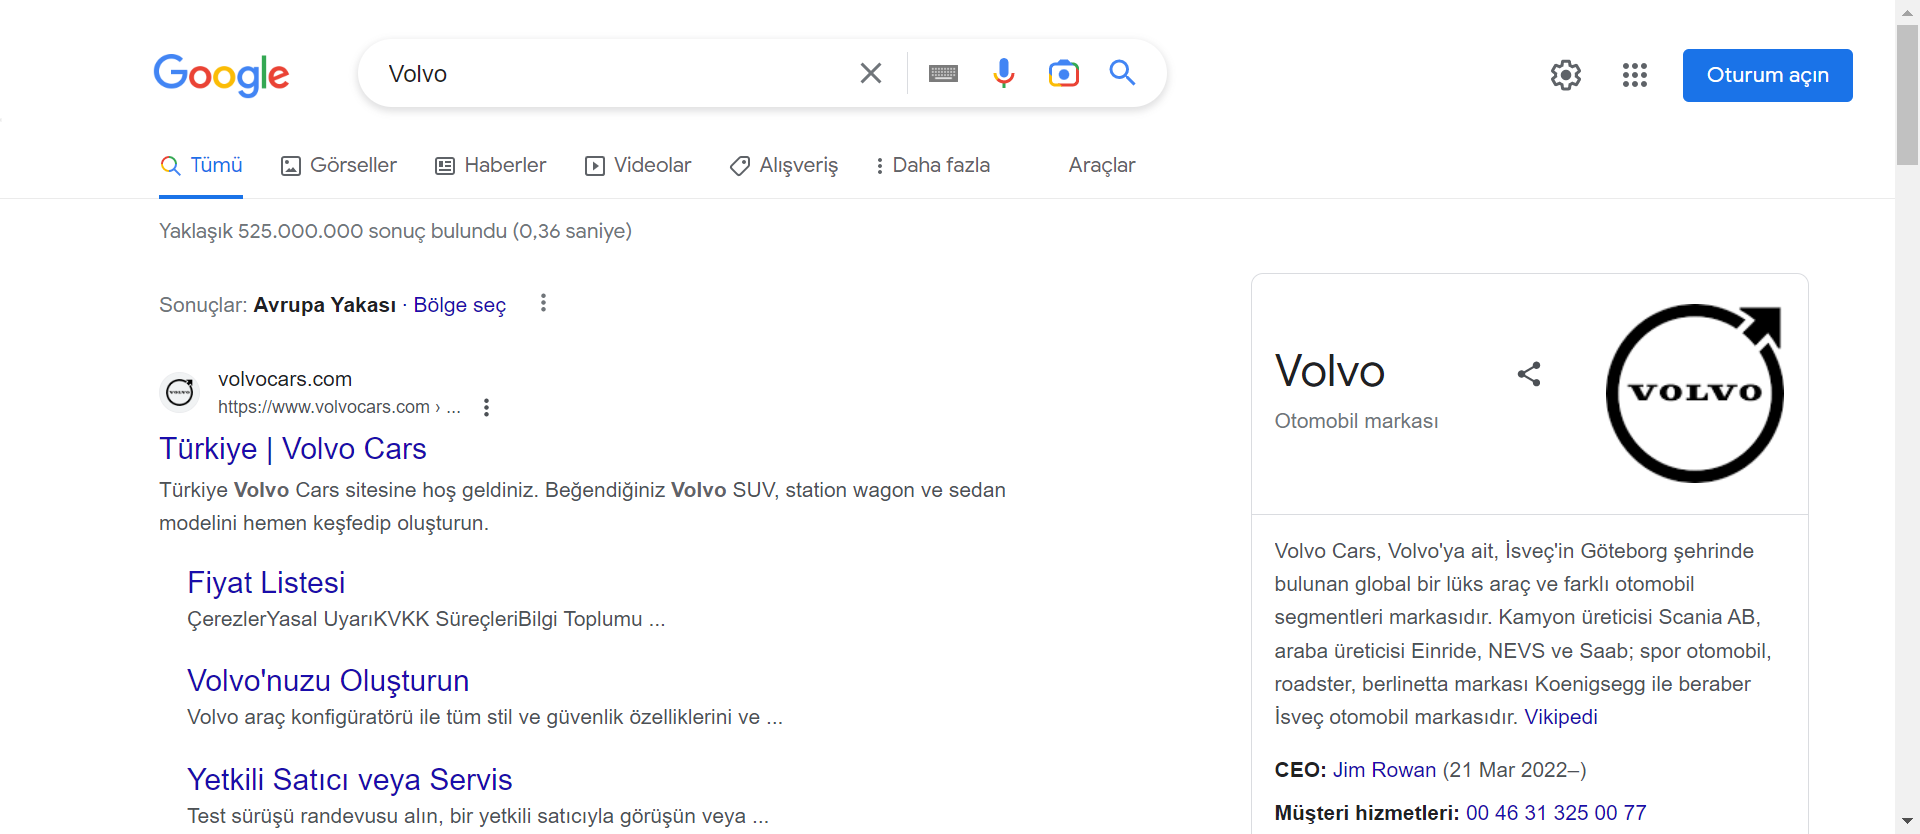 Google
Volvo
Oturum açın
Tümü
Görseller
Haberler
Videolar
Alışveriş
Daha fazla
Araçlar
Yaklaşık 525.000.000 sonuç bulundu (0,36 saniye)
Sonuçlar: Avrupa Yakası · Bölge seç
VOLVO
volvocars.com
https://www.volvocars.com › ...
Türkiye | Volvo Cars
Türkiye Volvo Cars sitesine hoş geldiniz. Beğendiğiniz Volvo SUV, station wagon ve sedan
modelini hemen keşfedip oluşturun.
Fiyat Listesi
ÇerezlerYasal UyarıKVKK SüreçleriBilgi Toplumu ...
Volvo'nuzu Oluşturun
Volvo araç konfigüratörü ile tüm stil ve güvenlik özelliklerini ve ...
Yetkili Satıcı veya Servis
Test sürüşü randevusu alın, bir yetkili satıcıyla görüşün veya ...
Volvo
Otomobil markası
VOLVO
Volvo Cars, Volvo'ya ait, İsveç'in Göteborg şehrinde
bulunan global bir lüks araç ve farklı otomobil
segmentleri markasıdır. Kamyon üreticisi Scania AB,
araba üreticisi Einride, NEVS ve Saab; spor otomobil,
roadster, berlinetta markası Koenigsegg ile beraber
İsveç otomobil markasıdır. Vikipedi
CEO: Jim Rowan (21 Mar 2022–)
Müşteri hizmetleri: 00 46 31 325 00 77